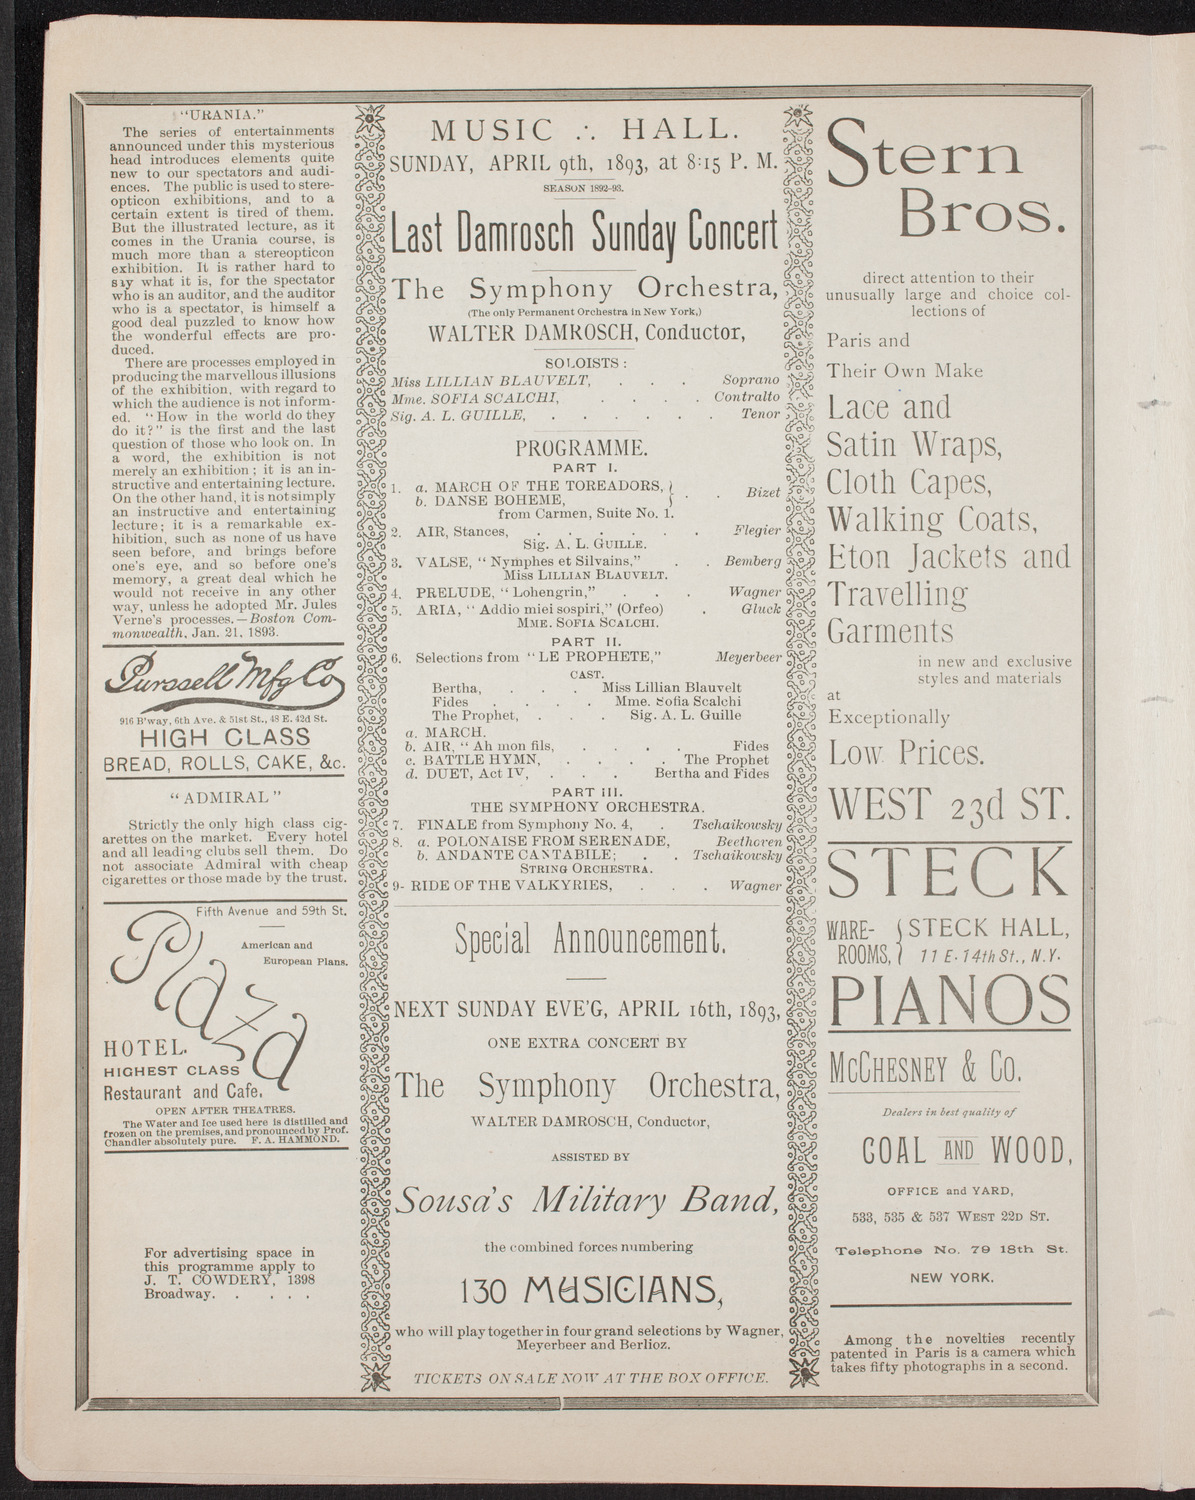 "URANIA."
The series of entertainments
announced under this mysterious
head introduces elements quite
new to our spectators and audi-
ences. The public is used to stere-
opticon exhibitions, and to a
certain extent is tired of them.
But the illustrated lecture, as it
comes in the Urania course, is
much more than a stereopticon
exhibition. It is rather hard to
say what it is, for the spectator
who is an auditor, and the auditor
who is a spectator, is himself a
good deal puzzled to know how
the wonderful effects are pro-
duced.
There are processes employed in
producing the marvellous illusions
of the exhibition, with regard to
which the audience is not inform-
ed. "How in the world do they
do it?" is the first and the last
question of those who look on. In
a word, the exhibition is not
merely an exhibition; it is an in-
structive and entertaining lecture.
On the other hand, it is not simply
an instructive and entertaining
lecture; it is a remarkable ex-
hibition, such as none of us have
seen before, and brings before
one's eye, and so before one's
memory, a great deal which he
would not receive in any other
way, unless he adopted Mr. Jules
Verne's processes.—Boston Com-
monwealth, Jan. 21, 1893.
Purssell Mfg Co
916 B'way, 6th Ave. & 51st St., 48 E. 42d St.
HIGH CLASS
BREAD, ROLLS, CAKE, &c.
"ADMIRAL"
Strictly the only high class cig-
arettes on the market. Every hotel
and all leading clubs sell them. Do
not associate Admiral with cheap
cigarettes or those made by the trust.
Fifth Avenue and 59th St.
American and
European Plans.
Plaza
HOTEL.
HIGHEST CLASS
Restaurant and Cafe.
OPEN AFTER THEATRES.
The Water and Ice used here is distilled and
frozen on the premises, and pronounced by Prof.
Chandler absolutely pure. F. A. HAMMOND.
For advertising space in
this programme apply to
J. T. COWDERY, 1398
Broadway. . . . .
MUSIC ∴ HALL.
SUNDAY, APRIL 9th, 1893, at 8:15 P. M.
SEASON 1892-93.
Last Damrosch Sunday Concert
The Symphony Orchestra,
(The only Permanent Orchestra in New York,)
WALTER DAMROSCH, Conductor,
SOLOISTS:
Miss LILLIAN BLAUVELT, . . . Soprano
Mme. SOFIA SCALCHI, . . . . Contralto
Sig. A. L. GUILLE, . . . . . . Tenor
PROGRAMME.
PART I.
1. a. MARCH OF THE TOREADORS, }
b. DANSE BOHEME, } . . Bizet
from Carmen, Suite No. 1.
2. AIR, Stances, . . . . . . Flegier
Sig. A. L. GUILLE.
3. VALSE, "Nymphes et Silvains," . . Bemberg
Miss LILLIAN BLAUVELT.
4. PRELUDE, "Lohengrin," . . . Wagner
5. ARIA, "Addio miei sospiri," (Orfeo) . Gluck
MME. SOFIA SCALCHI.
PART II.
6. Selections from "LE PROPHETE," Meyerbeer
CAST.
Bertha, . . . Miss Lillian Blauvelt
Fides . . . . Mme. Sofia Scalchi
The Prophet, . . . Sig. A. L. Guille
a. MARCH.
b. AIR, "Ah mon fils, . . . . Fides
c. BATTLE HYMN, . . . . The Prophet
d. DUET, Act IV, . . . Bertha and Fides
PART III.
THE SYMPHONY ORCHESTRA.
7. FINALE from Symphony No. 4, . Tschaikowsky
8. a. POLONAISE FROM SERENADE, Beethoven
b. ANDANTE CANTABILE; . . Tschaikowsky
STRING ORCHESTRA.
9- RIDE OF THE VALKYRIES, . . . Wagner
Special Announcement.
NEXT SUNDAY EVE'G, APRIL 16th, 1893,
ONE EXTRA CONCERT BY
The Symphony Orchestra,
WALTER DAMROSCH, Conductor,
ASSISTED BY
Sousa's Military Band,
the combined forces numbering
130 MUSICIANS,
who will play together in four grand selections by Wagner,
Meyerbeer and Berlioz.
TICKETS ON SALE NOW AT THE BOX OFFICE.
Stern
Bros.
direct attention to their
unusually large and choice col-
lections of
Paris and
Their Own Make
Lace and
Satin Wraps,
Cloth Capes,
Walking Coats,
Eton Jackets and
Travelling
Garments
in new and exclusive
styles and materials
at
Exceptionally
Low Prices.
WEST 23d ST.
STECK
WARE- } STECK HALL,
ROOMS, } 11 E. 14th St., N.Y.
PIANOS
McCHESNEY & Co.
Dealers in best quality of
COAL AND WOOD,
OFFICE and YARD,
533, 535 & 537 WEST 22D ST.
Telephone No. 79 18th St.
NEW YORK.
Among the novelties recently
patented in Paris is a camera which
takes fifty photographs in a second.